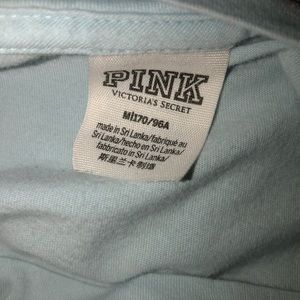 PINK
VICTORIA'S SECRET
M|170/96A
made in Sri Lanka/fabriqué au
Sri Lanka/hecho en Sri Lanka/
fabbricato in Sri Lanka/
斯里兰卡制造